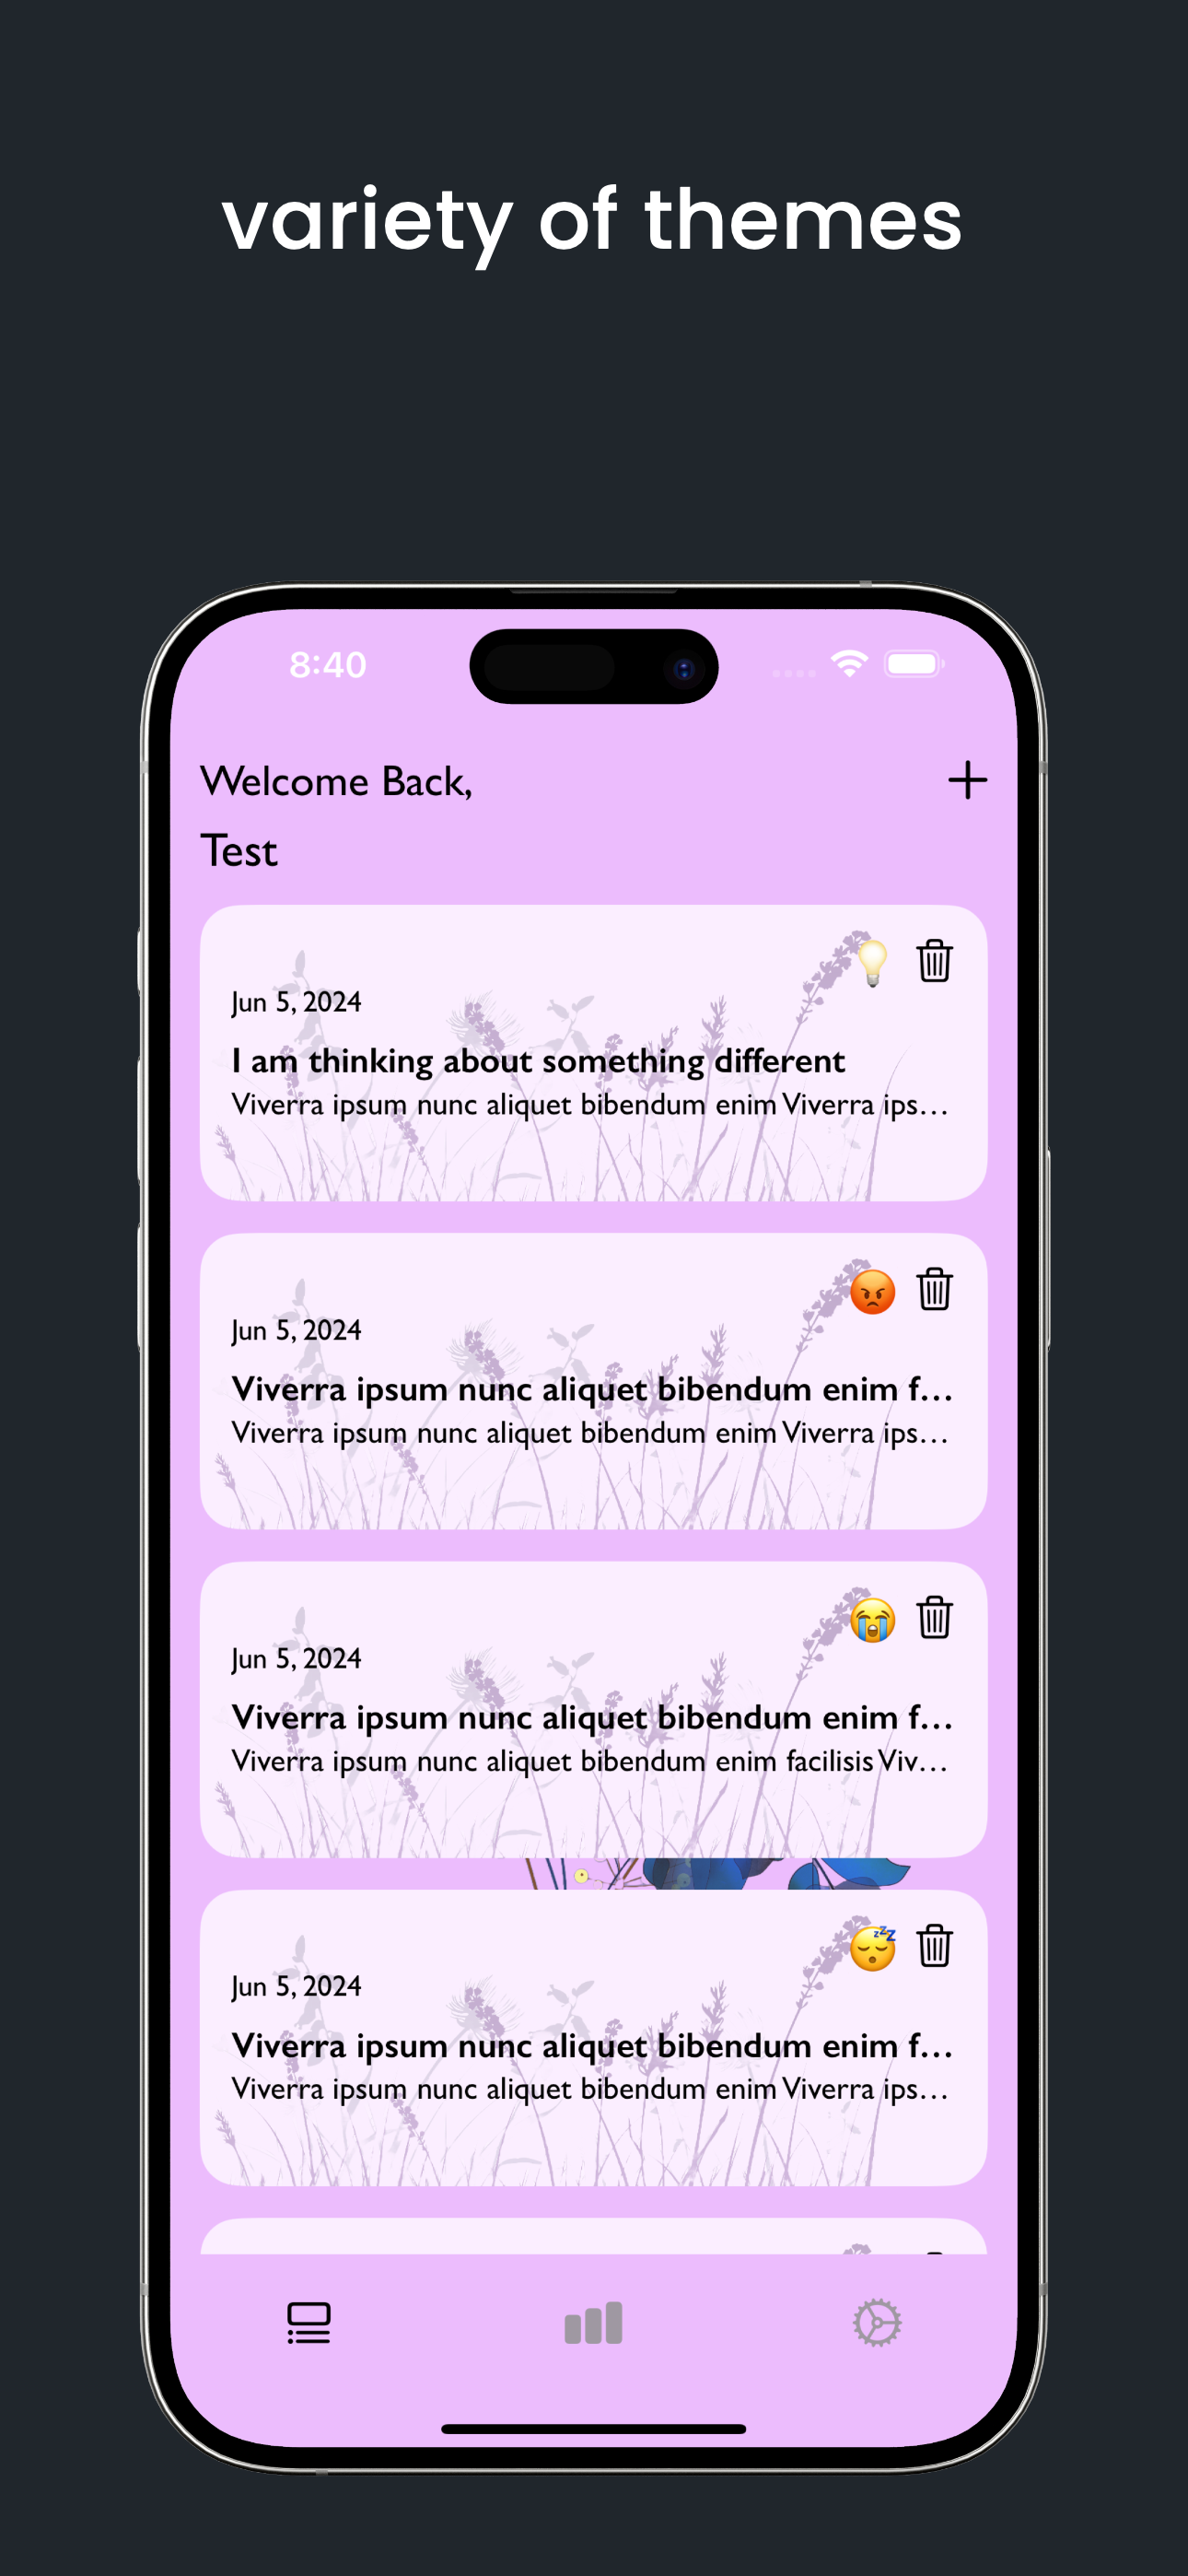 variety of themes
8:40
Welcome Back,
Test
Jun 5, 2024
I am thinking about something different
Viverra ipsum nunc aliquet bibendum enim Viverra ips...
Jun 5, 2024
Viverra ipsum nunc aliquet bibendum enim f...
Viverra ipsum nunc aliquet bibendum enim Viverra ips...
Jun 5, 2024
Viverra ipsum nunc aliquet bibendum enim f...
Viverra ipsum nunc aliquet bibendum enim facilisis Viv...
Jun 5, 2024
Viverra ipsum nunc aliquet bibendum enim f...
Viverra ipsum nunc aliquet bibendum enim Viverra ips...